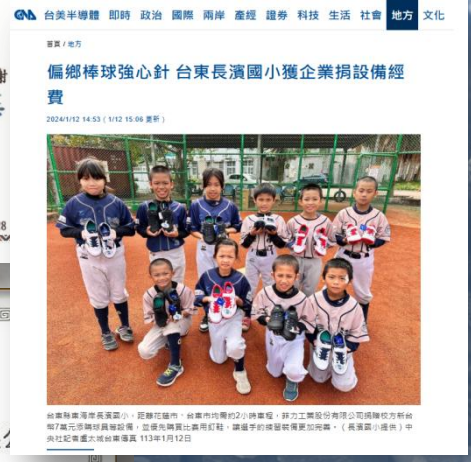 CNA 台美半導體 即時 政治 國際 兩岸 產經 證券 科技 生活 社會 地方 文化
首頁 / 地方
偏鄉棒球強心針 台東長濱國小獲企業捐設備經
費
2024/1/12 14:53（1/12 15:06 更新）
台東縣東海岸長濱國小，距離花蓮市、台東市均需約2小時車程，菲力工業股份有限公司捐贈校方新台
幣7萬元添購球具等設備，並優先購買比賽用釘鞋，讓選手的練習裝備更加完善。（長濱國小提供）中
央社記者盧太城台東傳真 113年1月12日